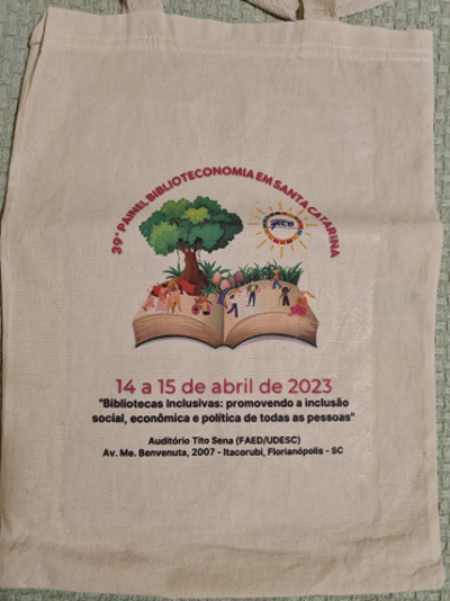 39º PAINEL BIBLIOTECONOMIA EM SANTA CATARINA
ACB
14 a 15 de abril de 2023
"Bibliotecas Inclusivas: promovendo a inclusão
social, econômica e política de todas as pessoas"
Auditório Tito Sena (FAED/UDESC)
Av. Me. Benvenuta, 2007 - Itacorubi, Florianópolis - SC